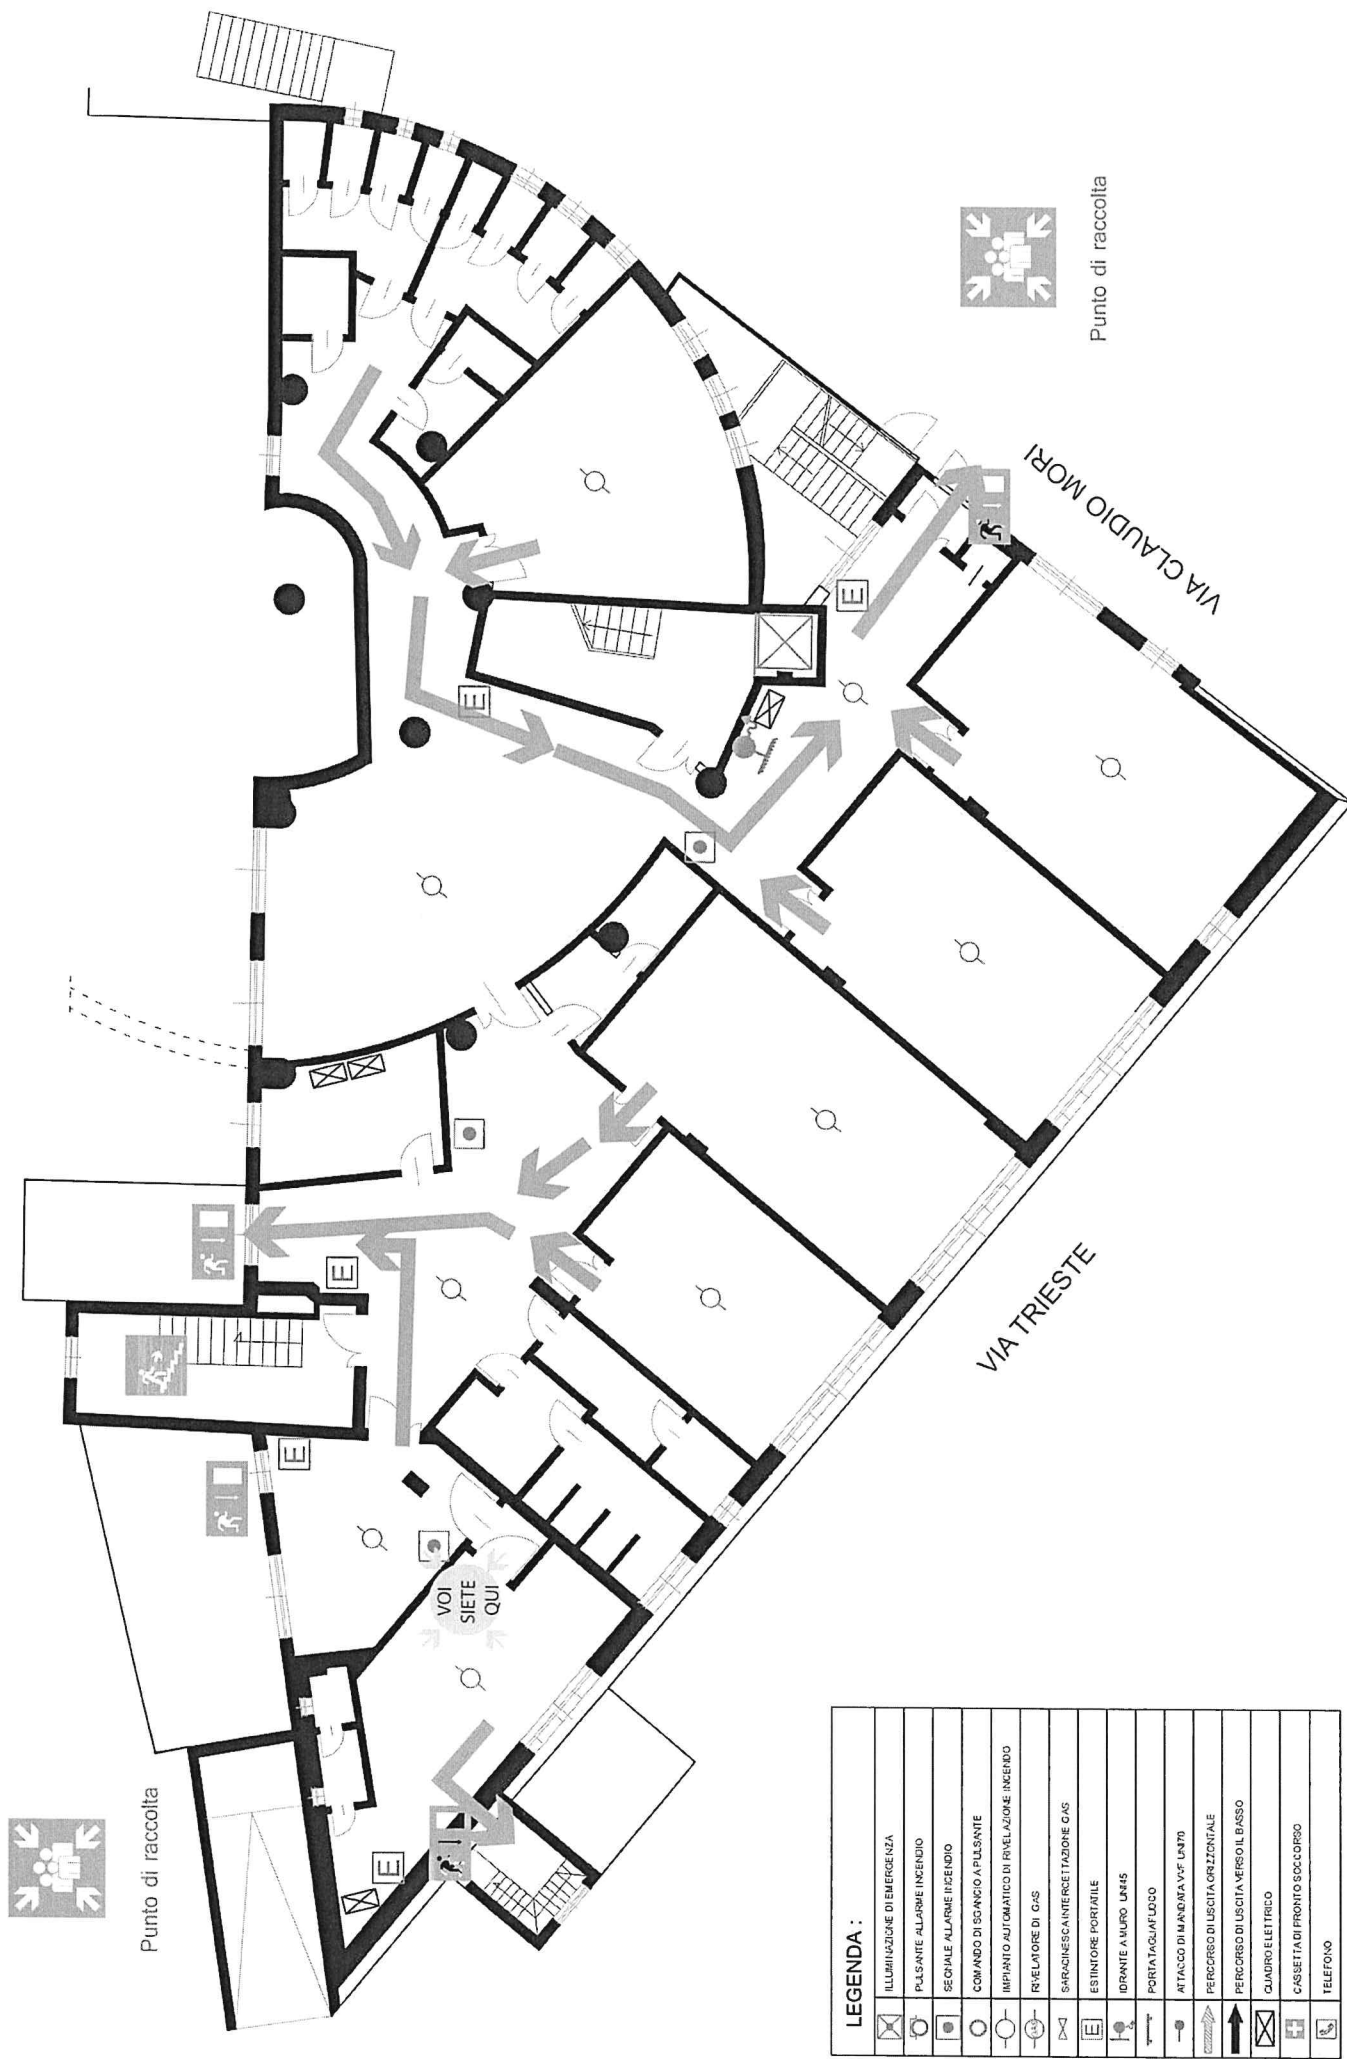 Punto di raccolta
Punto di raccolta
VIA CLAUDIO MORI
VIA TRIESTE
E
E
E
E
E
VOI
SIETE
QUI
LEGENDA :
ILLUMINAZIONE DI EMERGENZA
PULSANTE ALLARME INCENDIO
SEGNALE ALLARME INCENDIO
COMANDO DI SGANCIO A PULSANTE
IMPIANTO AUTOMATICO DI RIVELAZIONE INCENDIO
RIVELATORE DI GAS
SARACINESCA INTERCETTAZIONE GAS
E ESTINTORE PORTATILE
IDRANTE A MURO UNI45
PORTA TAGLIAFUOCO
ATTACCO DI MANDATA VVF UNI70
PERCORSO DI USCITA ORIZZONTALE
PERCORSO DI USCITA VERSO IL BASSO
QUADRO ELETTRICO
CASSETTA DI PRONTO SOCCORSO
TELEFONO